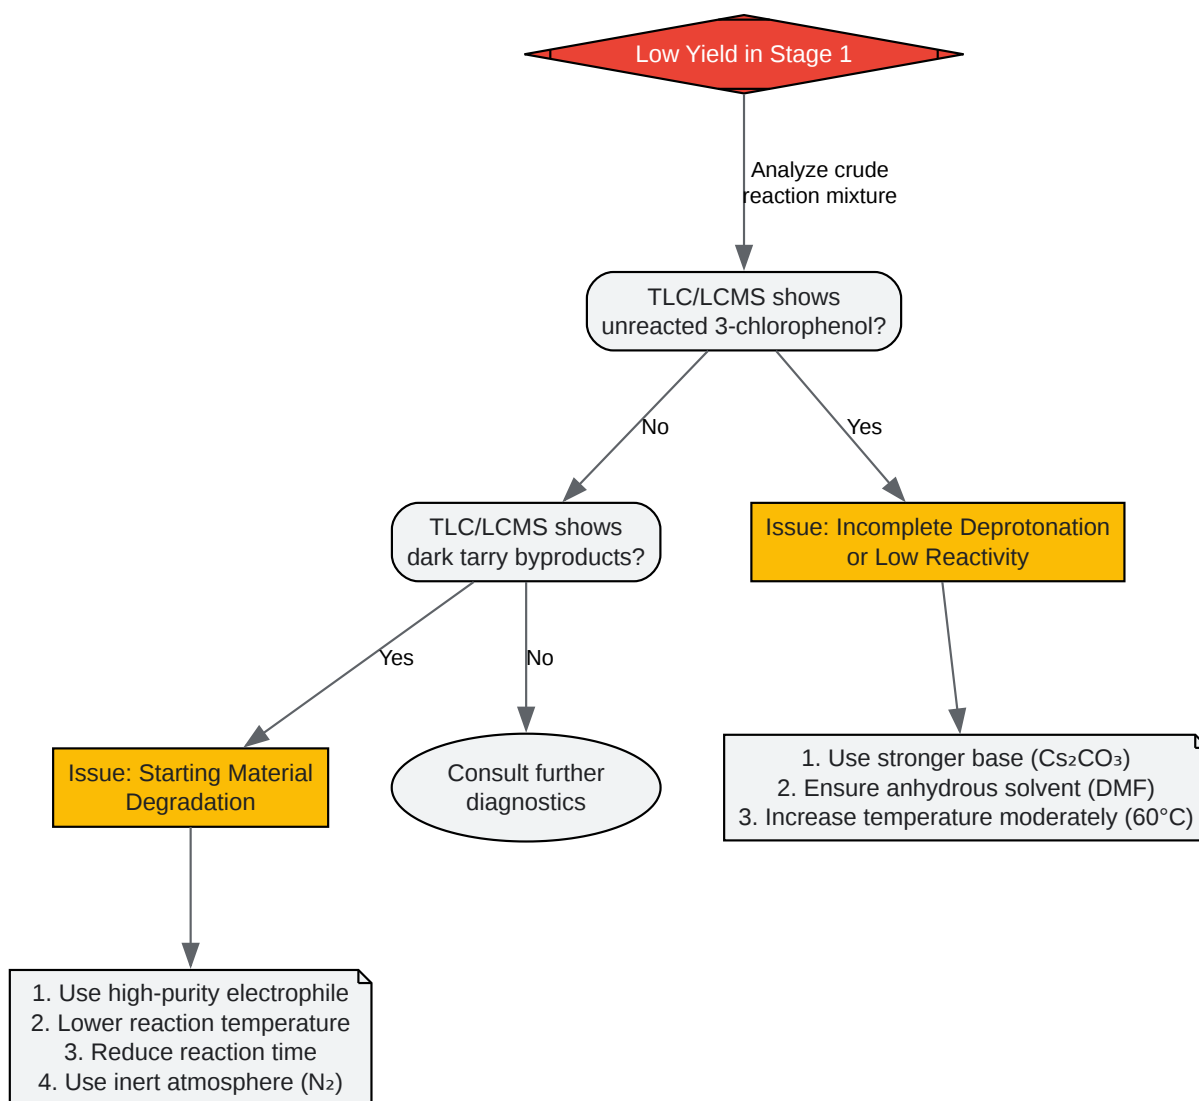 Low Yield in Stage 1
Analyze crude
reaction mixture
TLC/LCMS shows
unreacted 3-chlorophenol?
No
Yes
TLC/LCMS shows
dark tarry byproducts?
Issue: Incomplete Deprotonation
or Low Reactivity
Yes
No
Issue: Starting Material
Degradation
Consult further
diagnostics
1. Use stronger base (Cs₂CO₃)
2. Ensure anhydrous solvent (DMF)
3. Increase temperature moderately (60°C)
1. Use high-purity electrophile
2. Lower reaction temperature
3. Reduce reaction time
4. Use inert atmosphere (N₂)